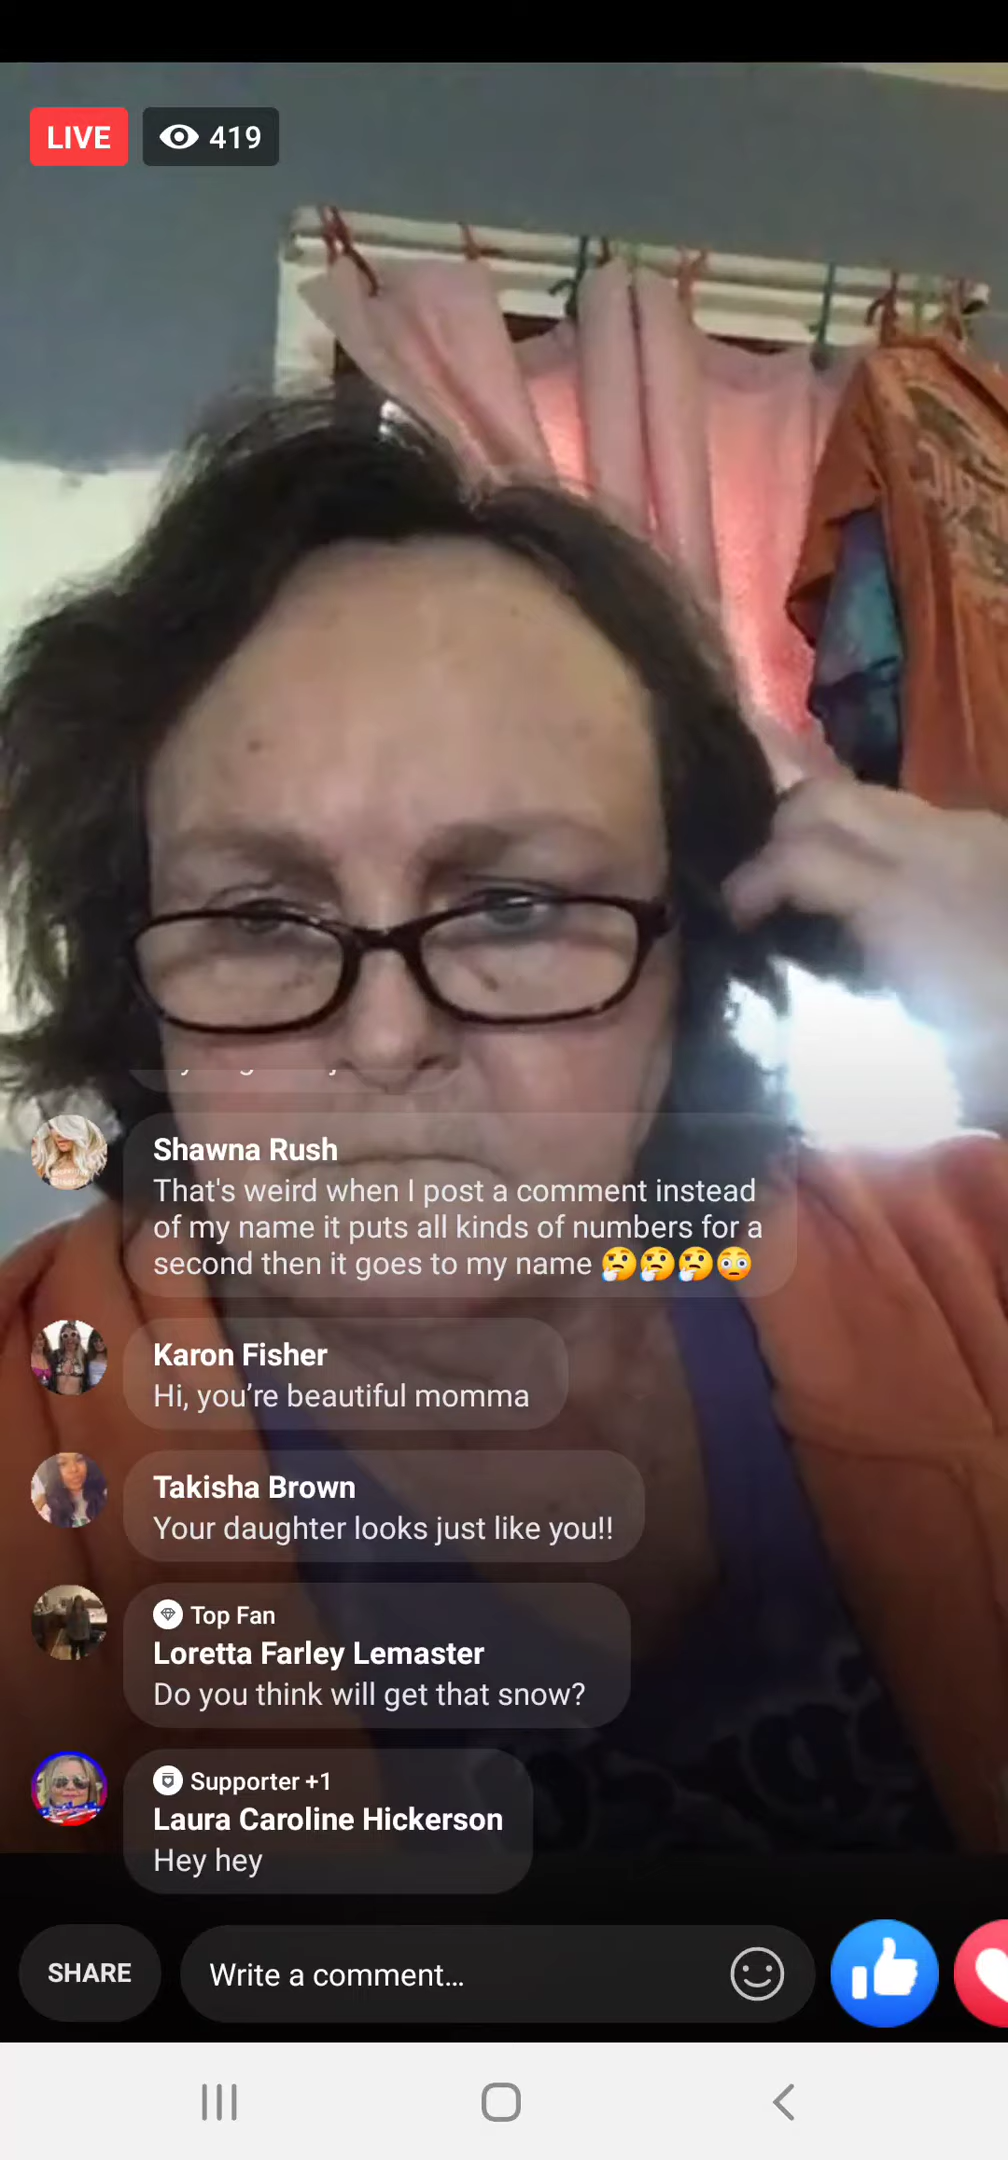 LIVE 419
Shawna Rush
That's weird when I post a comment instead
of my name it puts all kinds of numbers for a
second then it goes to my name 🤔🤔🤔😳
Karon Fisher
Hi, you’re beautiful momma
Takisha Brown
Your daughter looks just like you!!
Top Fan
Loretta Farley Lemaster
Do you think will get that snow?
Supporter +1
Laura Caroline Hickerson
Hey hey
SHARE
Write a comment...